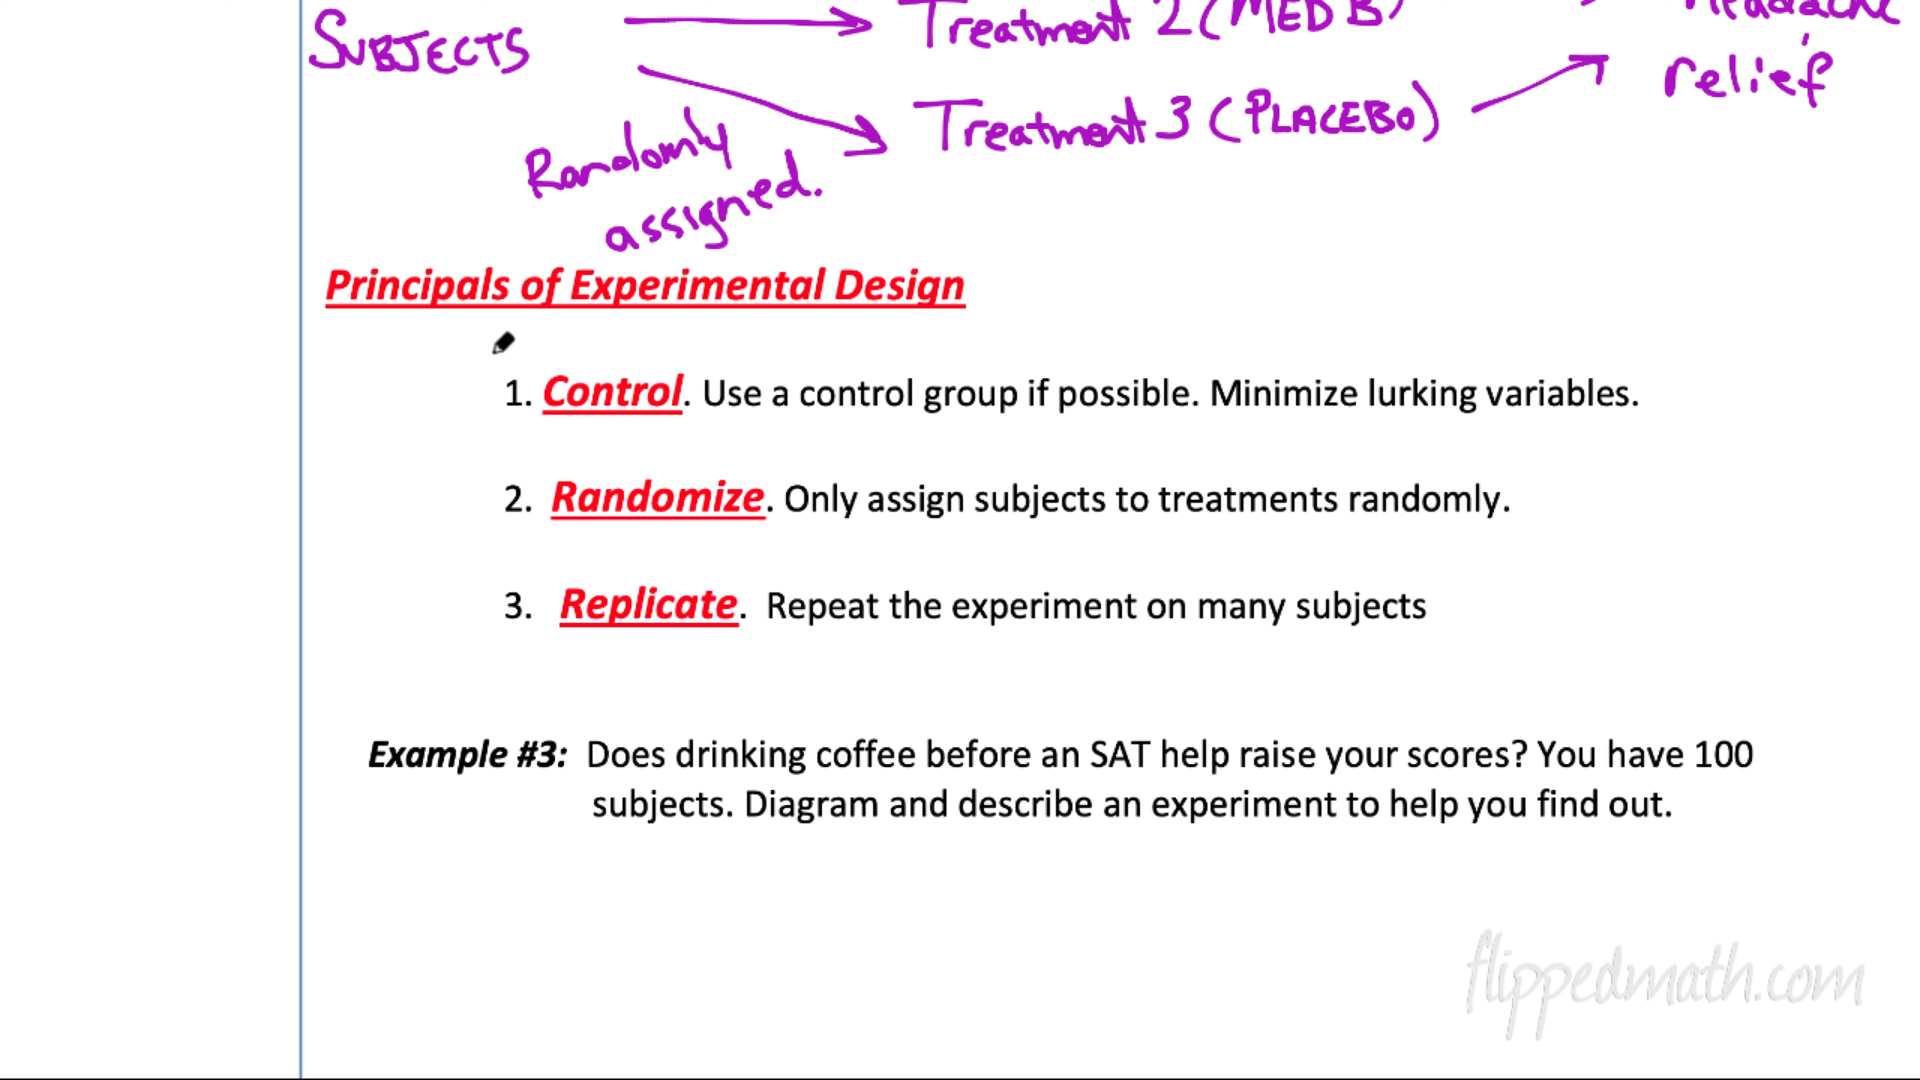 SUBJECTS
Treatment 2 (MED B)
Headache
relief
Treatment 3 (PLACEBO)
Randomly
assigned.
Principals of Experimental Design
1. Control. Use a control group if possible. Minimize lurking variables.
2. Randomize. Only assign subjects to treatments randomly.
3. Replicate. Repeat the experiment on many subjects
Example #3: Does drinking coffee before an SAT help raise your scores? You have 100
subjects. Diagram and describe an experiment to help you find out.
flippedmath.com